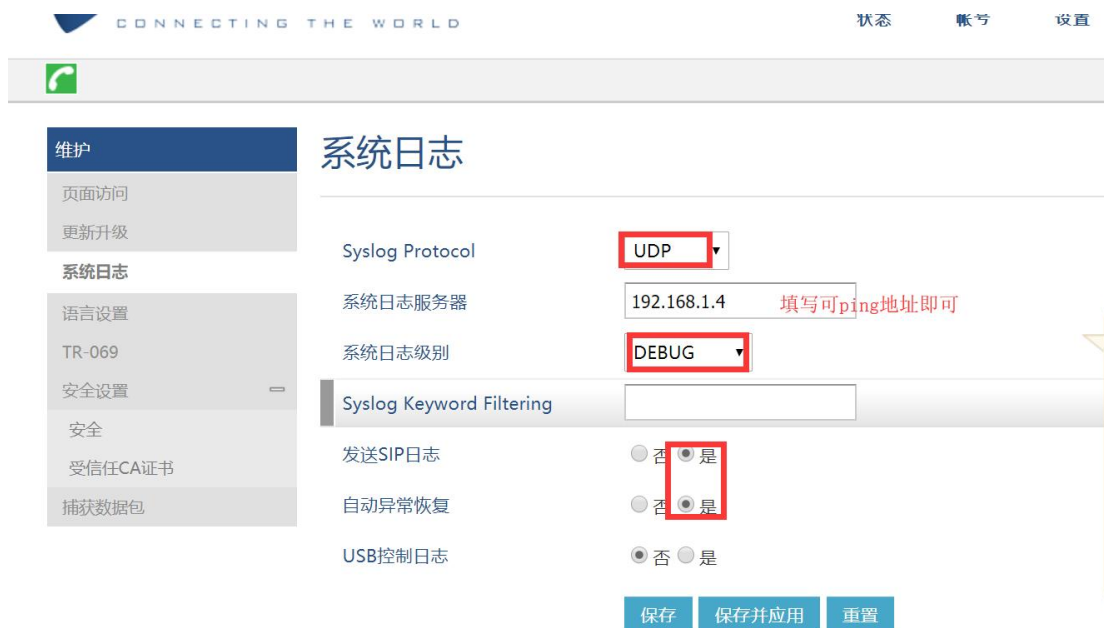 CONNECTING THE WORLD
状态 帐号 设置
维护
页面访问
更新升级
系统日志
语言设置
TR-069
安全设置
安全
受信任CA证书
捕获数据包
系统日志
Syslog Protocol UDP
系统日志服务器 192.168.1.4 填写可ping地址即可
系统日志级别 DEBUG
Syslog Keyword Filtering
发送SIP日志 否 是
自动异常恢复 否 是
USB控制日志 否 是
保存 保存并应用 重置